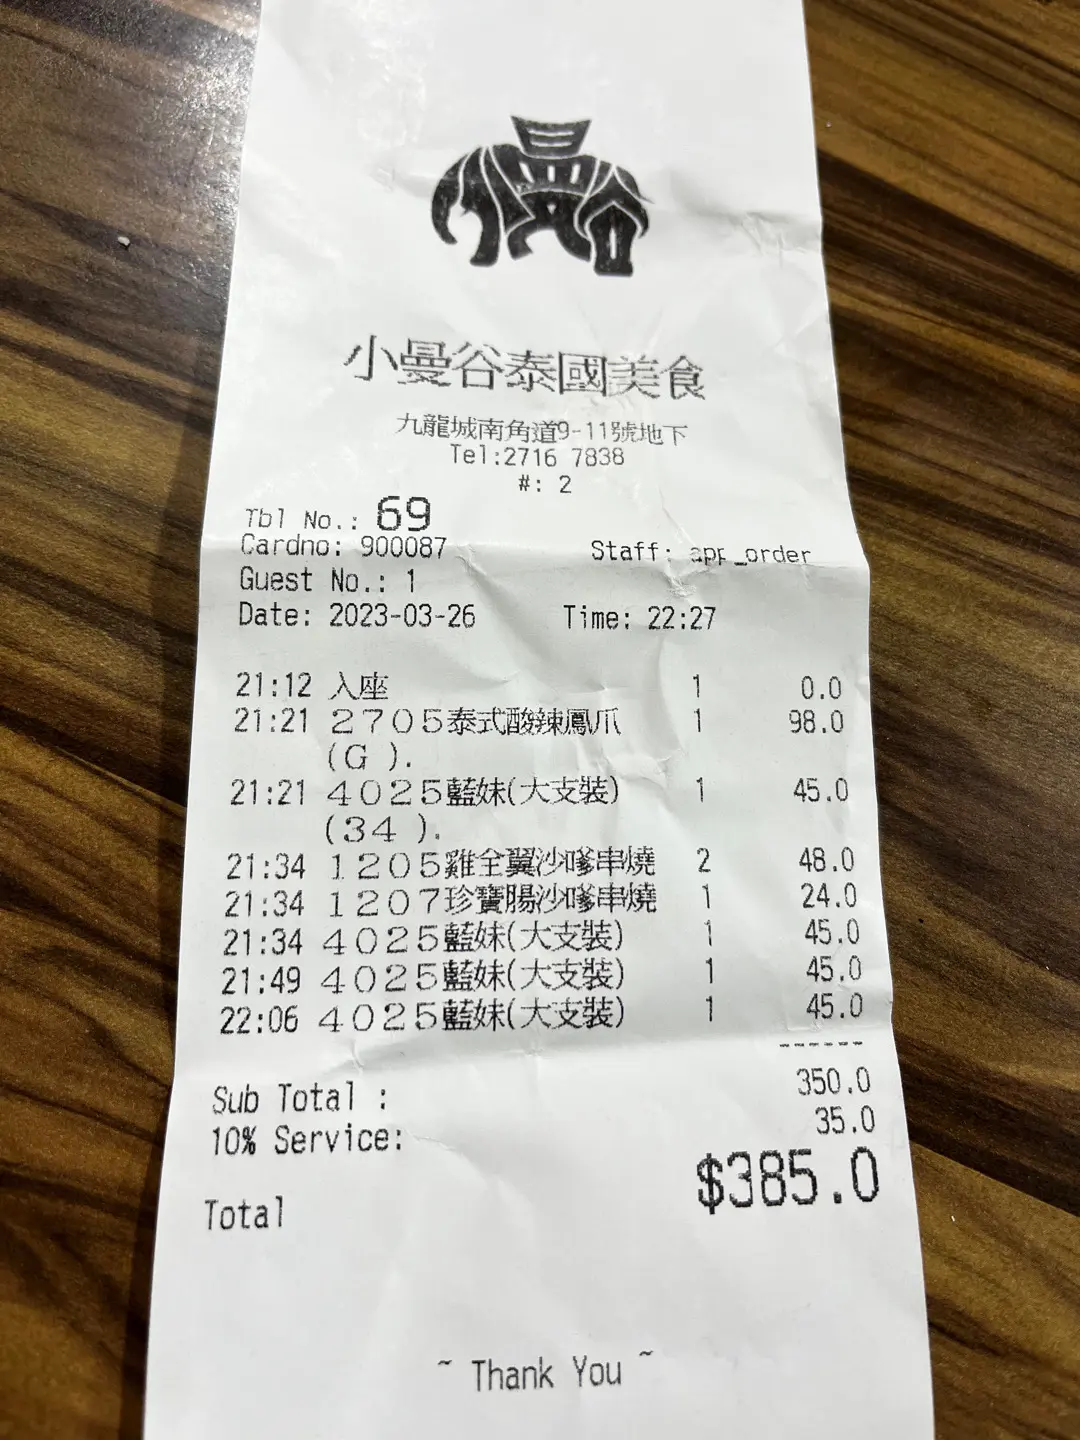 小曼谷
小曼谷泰國美食
九龍城南角道9-11號地下
Tel:2716 7838
#: 2
Tbl No.: 69
Cardno: 900087 Staff: app_order
Guest No.: 1
Date: 2023-03-26 Time: 22:27
21:12 入座 1 0.0
21:21 2705泰式酸辣鳳爪 1 98.0
(G ).
21:21 4025藍妹(大支裝) 1 45.0
(34 ).
21:34 1205雞全翼沙嗲串燒 2 48.0
21:34 1207珍寶腸沙嗲串燒 1 24.0
21:34 4025藍妹(大支裝) 1 45.0
21:49 4025藍妹(大支裝) 1 45.0
22:06 4025藍妹(大支裝) 1 45.0
------
Sub Total : 350.0
10% Service: 35.0
Total $385.0
~ Thank You ~